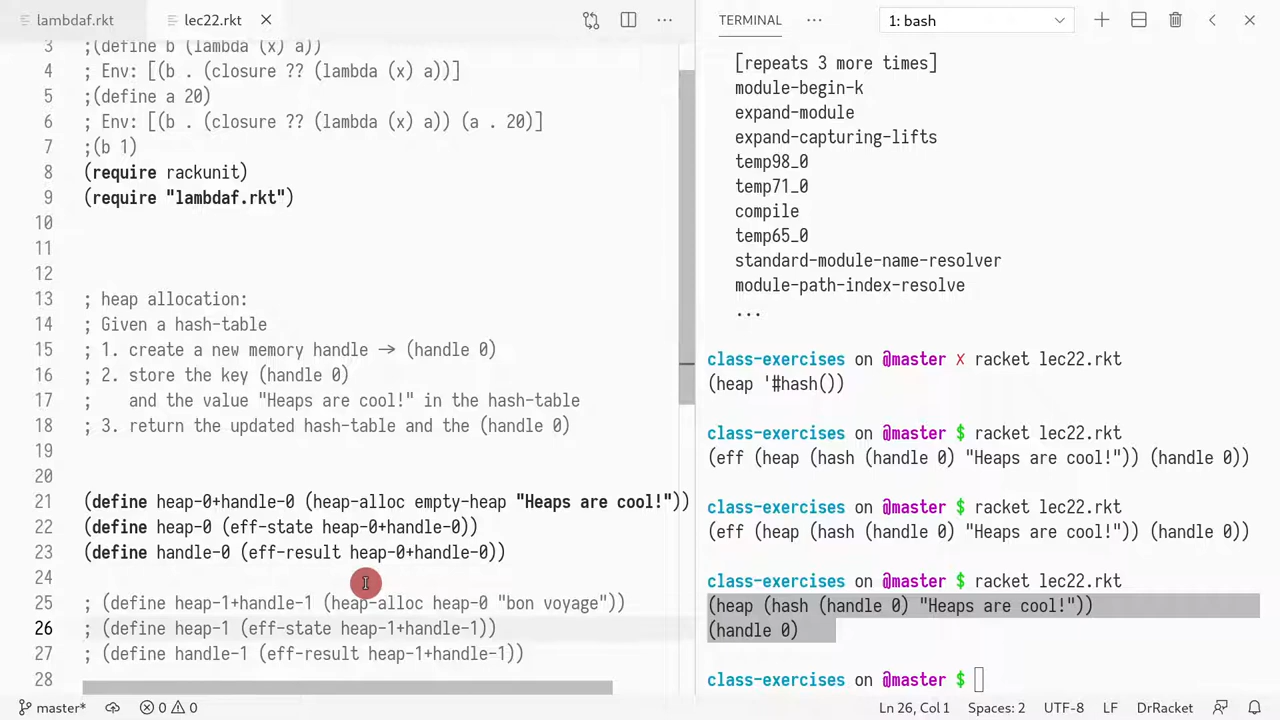 lambdaf.rkt
lec22.rkt
TERMINAL
1: bash
3 ;(define b (lambda (x) a))
4 ; Env: [(b . (closure ?? (lambda (x) a))]
5 ;(define a 20)
6 ; Env: [(b . (closure ?? (lambda (x) a)) (a . 20)]
7 ;(b 1)
8 (require rackunit)
9 (require "lambdaf.rkt")
10
11
12
13 ; heap allocation:
14 ; Given a hash-table
15 ; 1. create a new memory handle → (handle 0)
16 ; 2. store the key (handle 0)
17 ;    and the value "Heaps are cool!" in the hash-table
18 ; 3. return the updated hash-table and the (handle 0)
19
20
21 (define heap-0+handle-0 (heap-alloc empty-heap "Heaps are cool!"))
22 (define heap-0 (eff-state heap-0+handle-0))
23 (define handle-0 (eff-result heap-0+handle-0))
24
25 ; (define heap-1+handle-1 (heap-alloc heap-0 "bon voyage"))
26 ; (define heap-1 (eff-state heap-1+handle-1))
27 ; (define handle-1 (eff-result heap-1+handle-1))
28
[repeats 3 more times]
module-begin-k
expand-module
expand-capturing-lifts
temp98_0
temp71_0
compile
temp65_0
standard-module-name-resolver
module-path-index-resolve
...
class-exercises on @master ✗ racket lec22.rkt
(heap '#hash())
class-exercises on @master $ racket lec22.rkt
(eff (heap (hash (handle 0) "Heaps are cool!")) (handle 0))
class-exercises on @master $ racket lec22.rkt
(eff (heap (hash (handle 0) "Heaps are cool!")) (handle 0))
class-exercises on @master $ racket lec22.rkt
(heap (hash (handle 0) "Heaps are cool!"))
(handle 0)
class-exercises on @master $
master* 0 0 Ln 26, Col 1 Spaces: 2 UTF-8 LF DrRacket